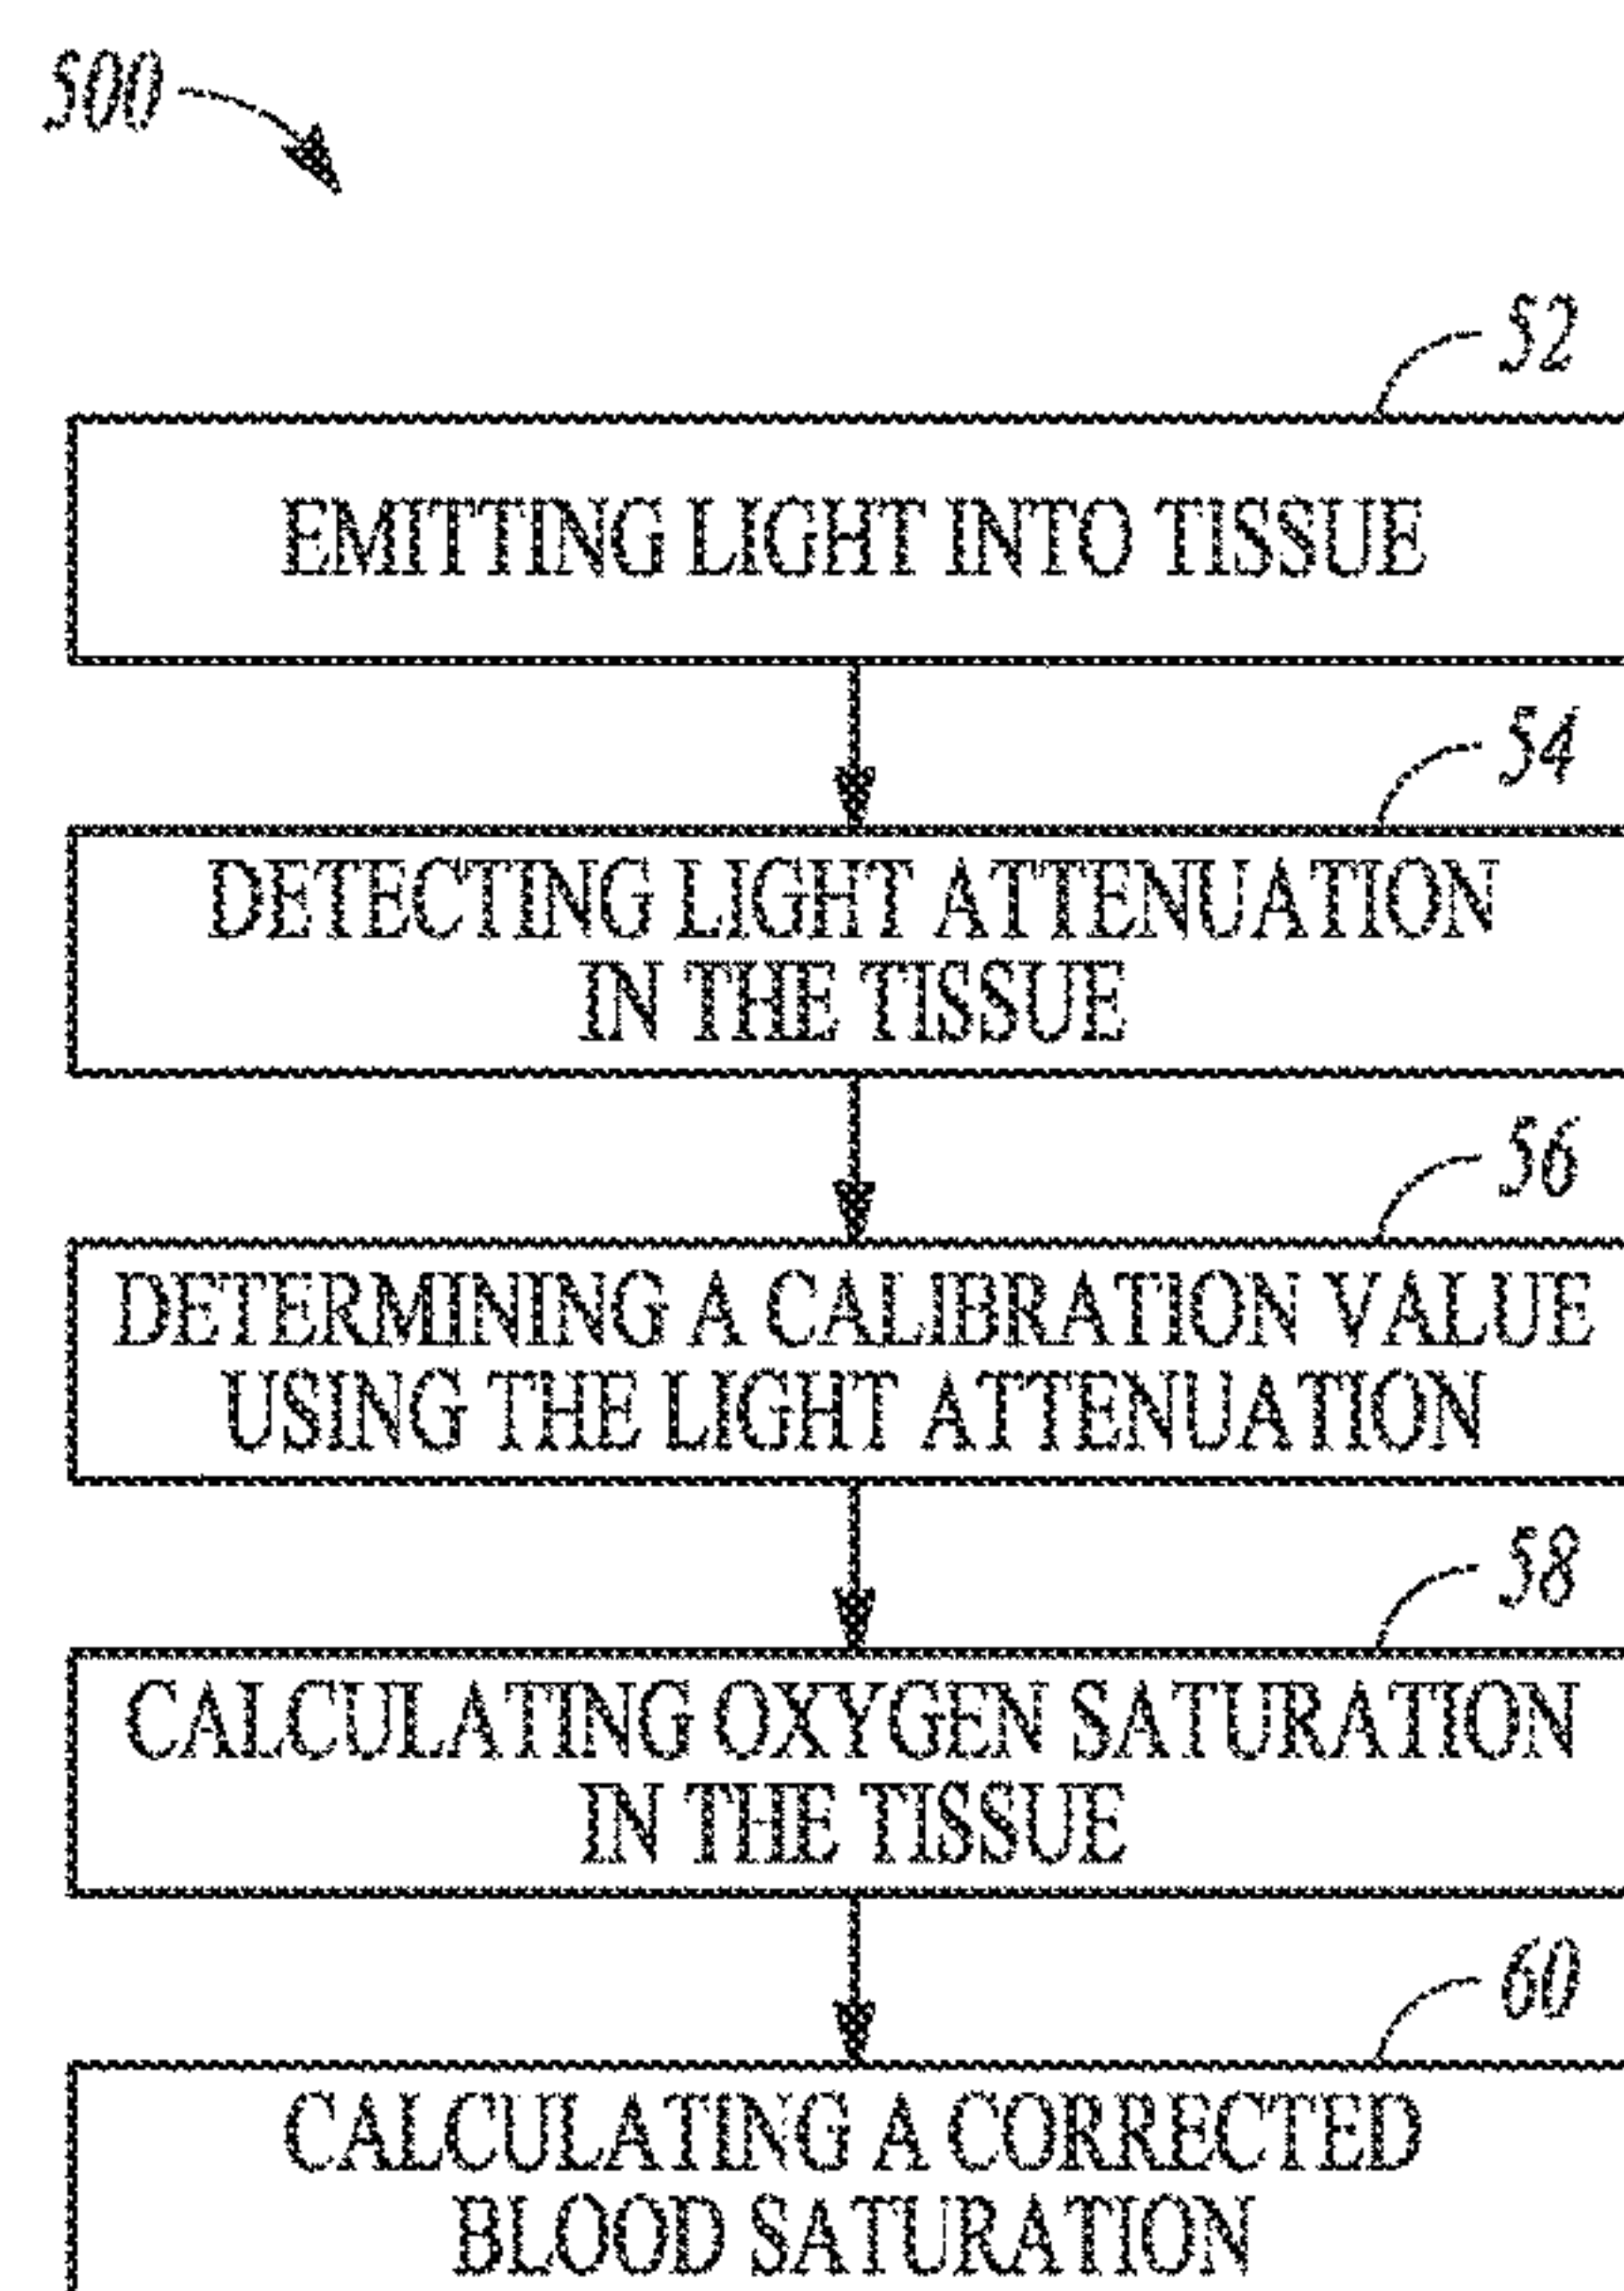 500
52
EMITTING LIGHT INTO TISSUE
54
DETECTING LIGHT ATTENUATION
IN THE TISSUE
56
DETERMINING A CALIBRATION VALUE
USING THE LIGHT ATTENUATION
58
CALCULATING OXYGEN SATURATION
IN THE TISSUE
60
CALCULATING A CORRECTED
BLOOD SATURATION